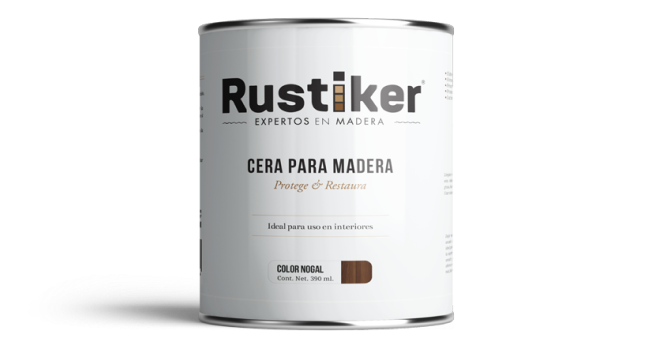 Rustiker®
EXPERTOS EN MADERA
CERA PARA MADERA
Protege & Restaura
Ideal para uso en interiores
COLOR NOGAL
Cont. Net. 390 ml.